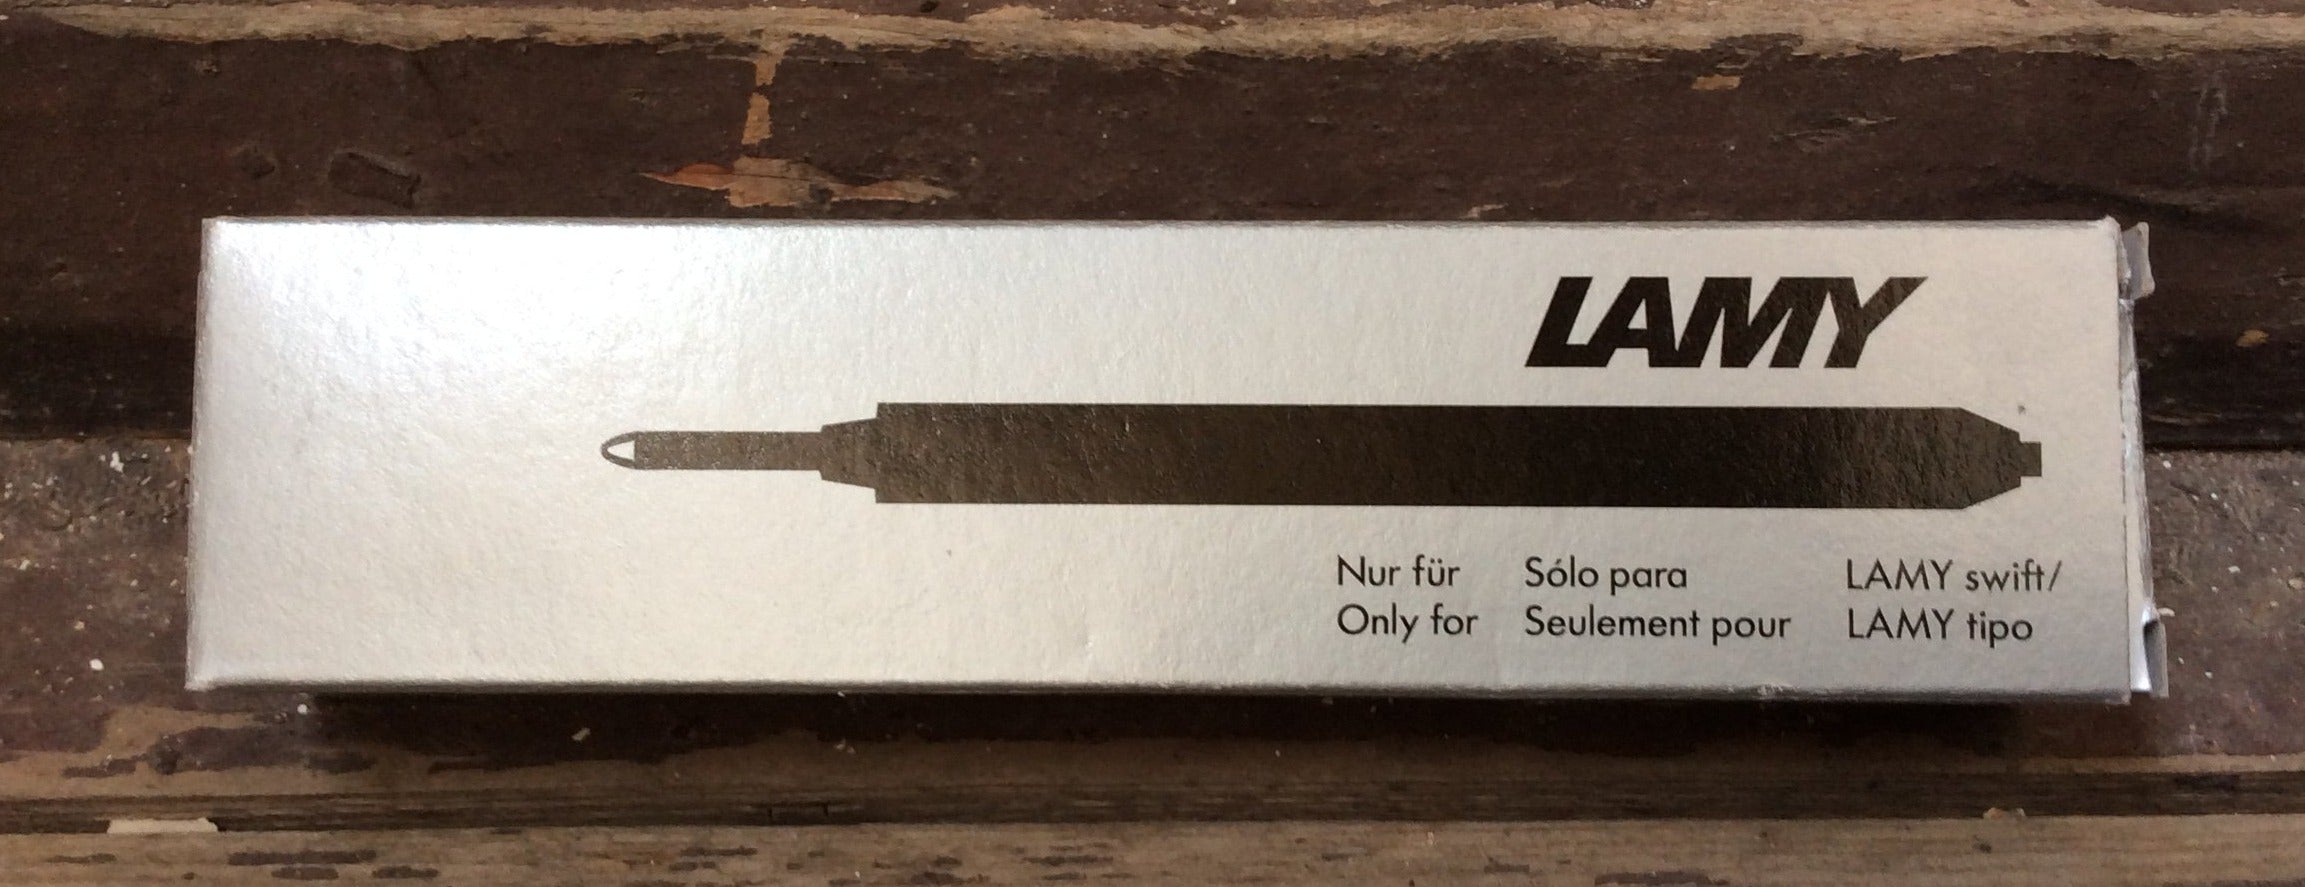 LAMY
Nur für Sólo para LAMY swift/
Only for Seulement pour LAMY tipo